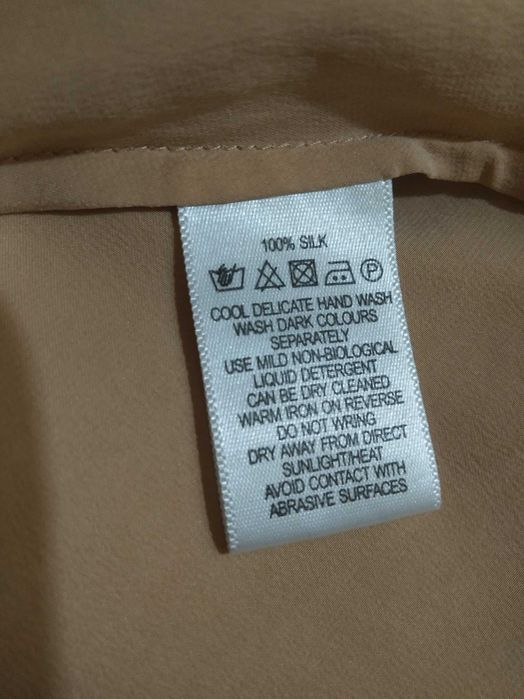 100% SILK
P
COOL DELICATE HAND WASH
WASH DARK COLOURS
SEPARATELY
USE MILD NON-BIOLOGICAL
LIQUID DETERGENT
CAN BE DRY CLEANED
WARM IRON ON REVERSE
DO NOT WRING
DRY AWAY FROM DIRECT
SUNLIGHT/HEAT
AVOID CONTACT WITH
ABRASIVE SURFACES